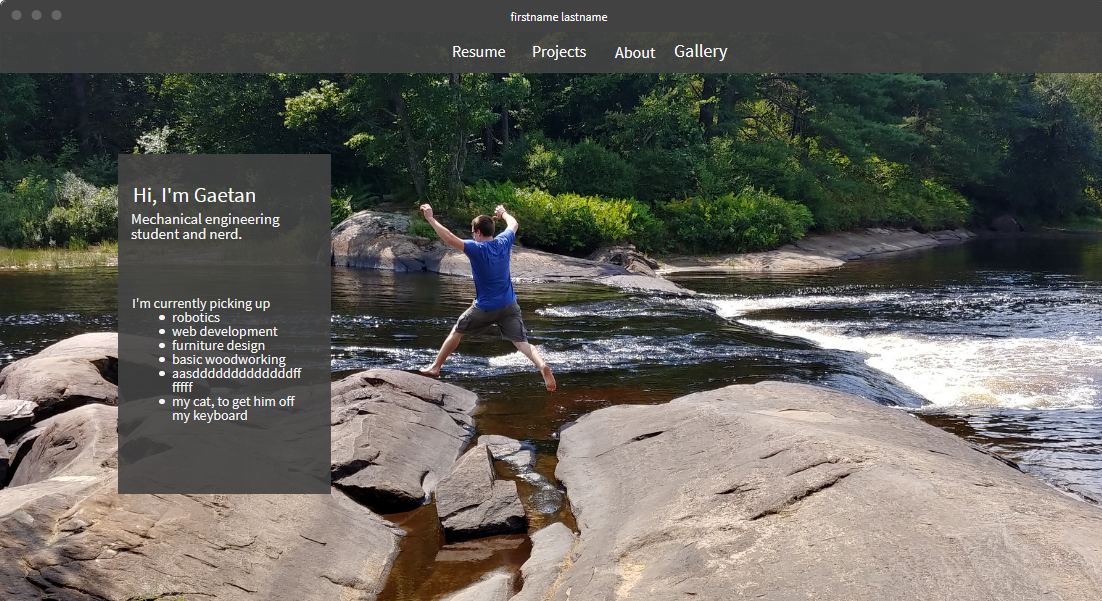 firstname lastname
Resume Projects About Gallery
Hi, I'm Gaetan
Mechanical engineering
student and nerd.
I'm currently picking up
robotics
web development
furniture design
basic woodworking
aasdddddddddddddff
fffff
my cat, to get him off
my keyboard